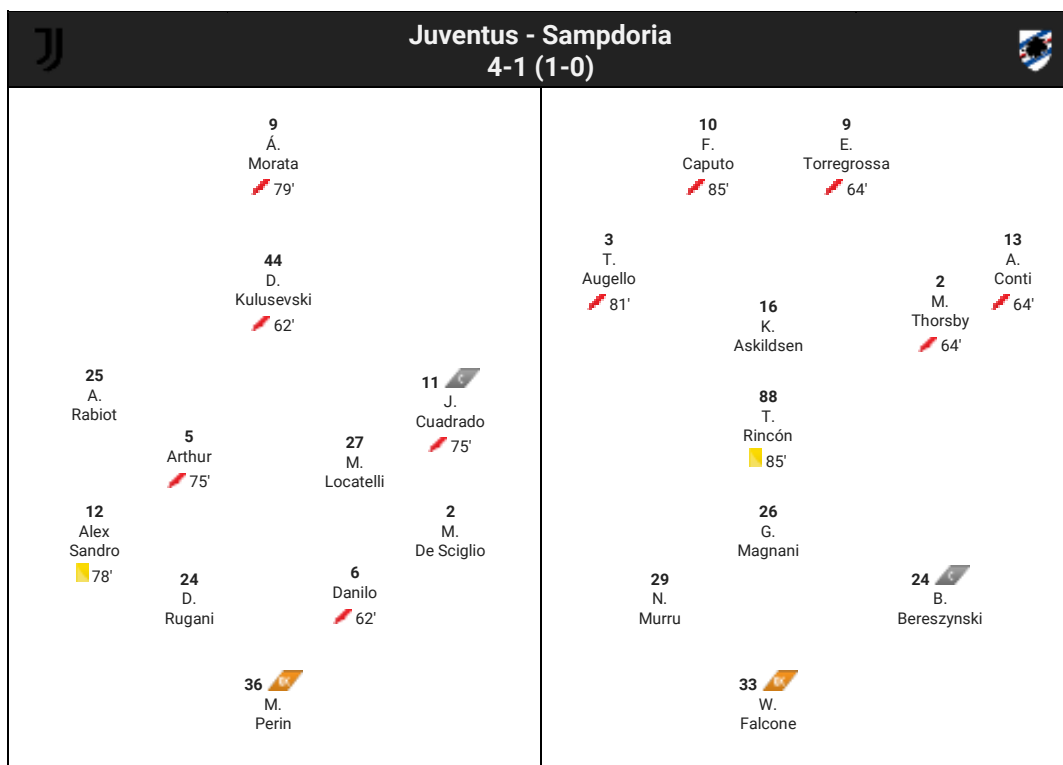 Juventus - Sampdoria
4-1 (1-0)
9
Á.
Morata
79'
44
D.
Kulusevski
62'
25
A.
Rabiot
11 C
J.
Cuadrado
75'
5
Arthur
75'
27
M.
Locatelli
12
Alex
Sandro
78'
2
M.
De Sciglio
24
D.
Rugani
6
Danilo
62'
36 GK
M.
Perin
10
F.
Caputo
85'
9
E.
Torregrossa
64'
3
T.
Augello
81'
13
A.
Conti
64'
2
M.
Thorsby
64'
16
K.
Askildsen
88
T.
Rincón
85'
26
G.
Magnani
29
N.
Murru
24 C
B.
Bereszynski
33 GK
W.
Falcone